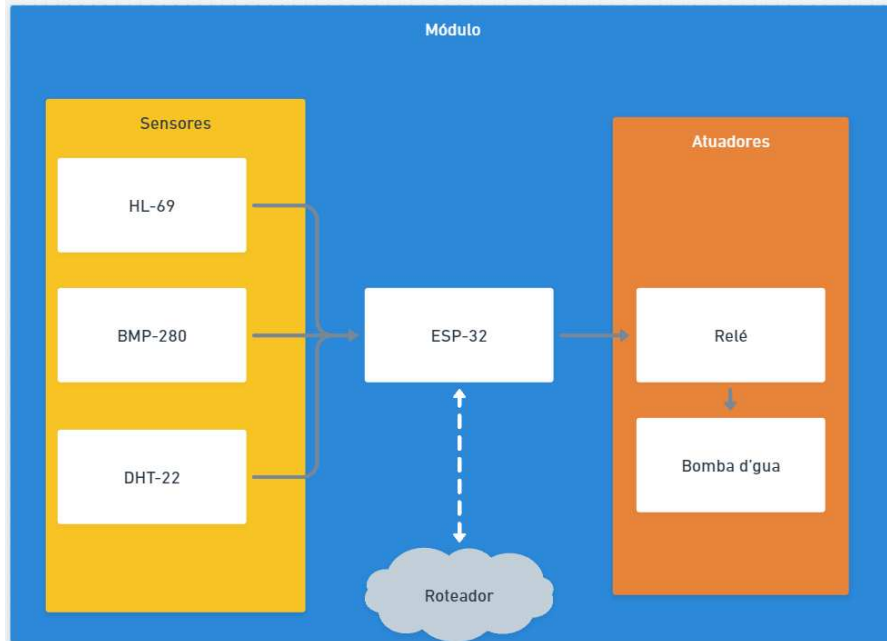 Módulo
Sensores
HL-69
BMP-280
DHT-22
ESP-32
Roteador
Atuadores
Relé
Bomba d’gua